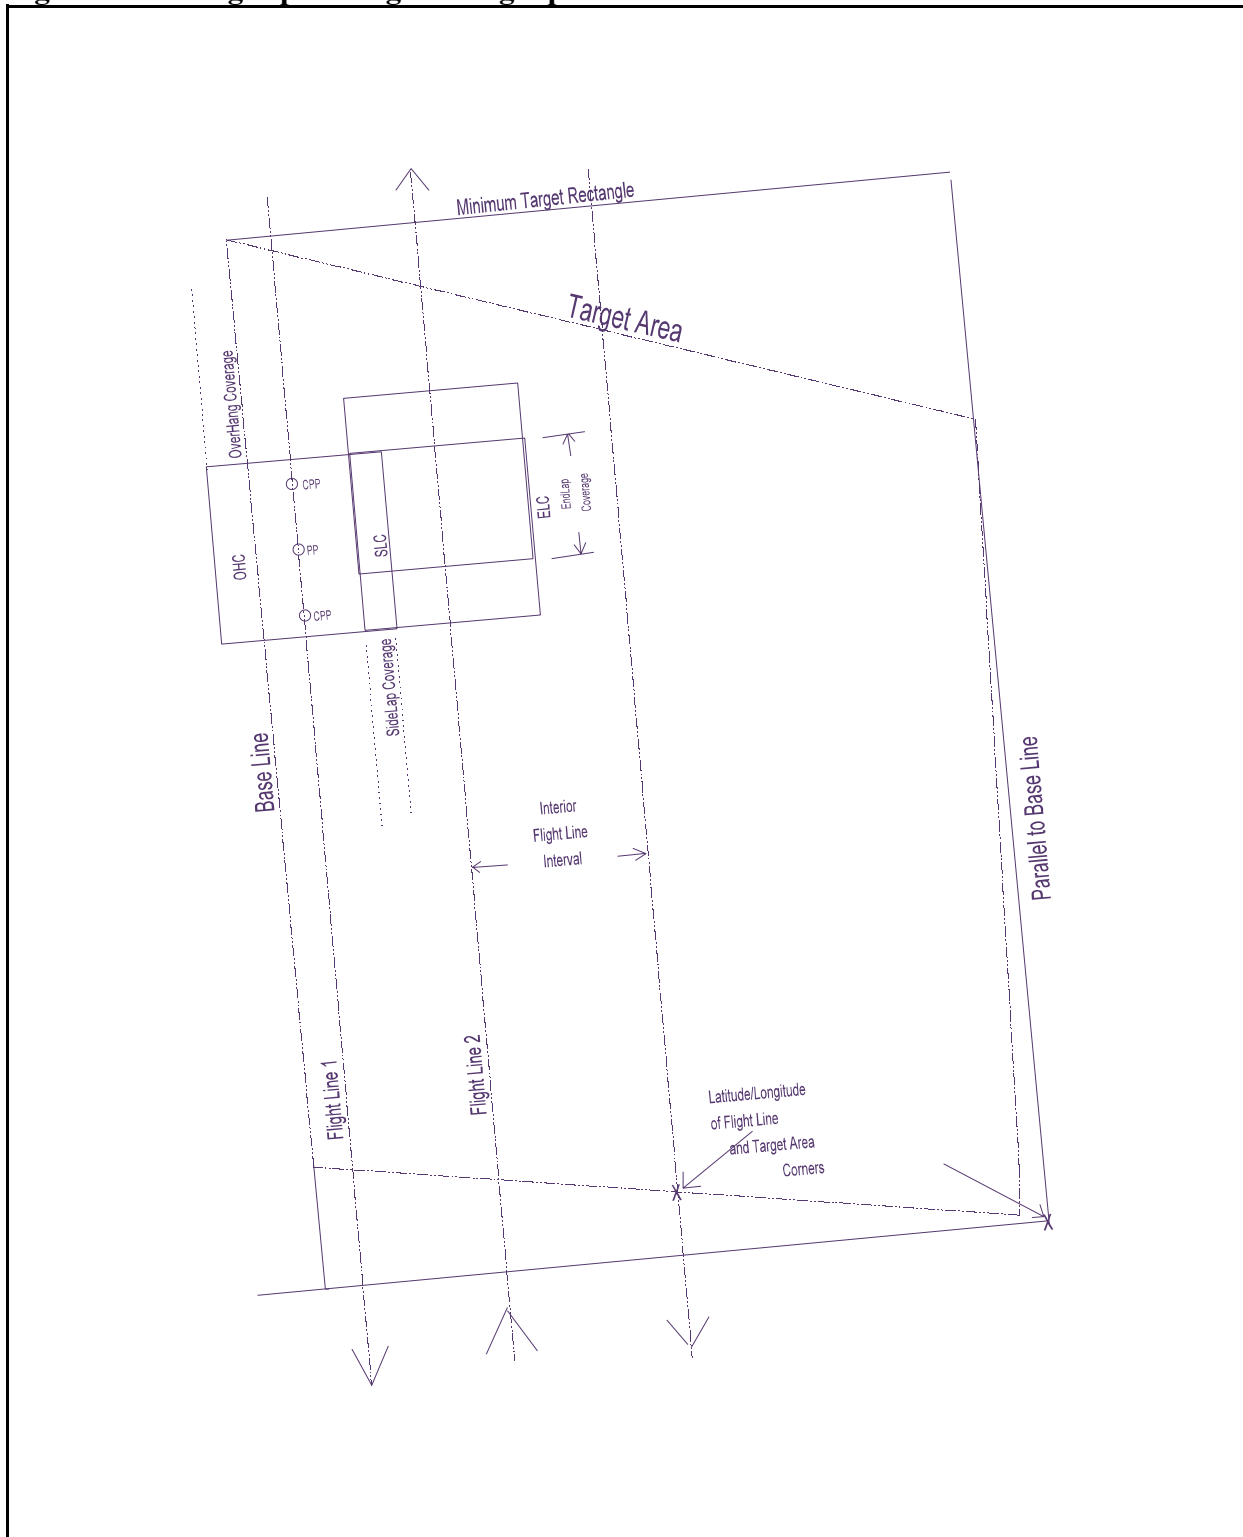 Minimum Target Rectangle
Target Area
OverHang Coverage
CPP
PP
CPP
OHC
SLC
ELC
EndLap
Coverage
SideLap Coverage
Base Line
Interior
Flight Line
Interval
Parallel to Base Line
Flight Line 1
Flight Line 2
Latitude/Longitude
of Flight Line
and Target Area
Corners
X
X